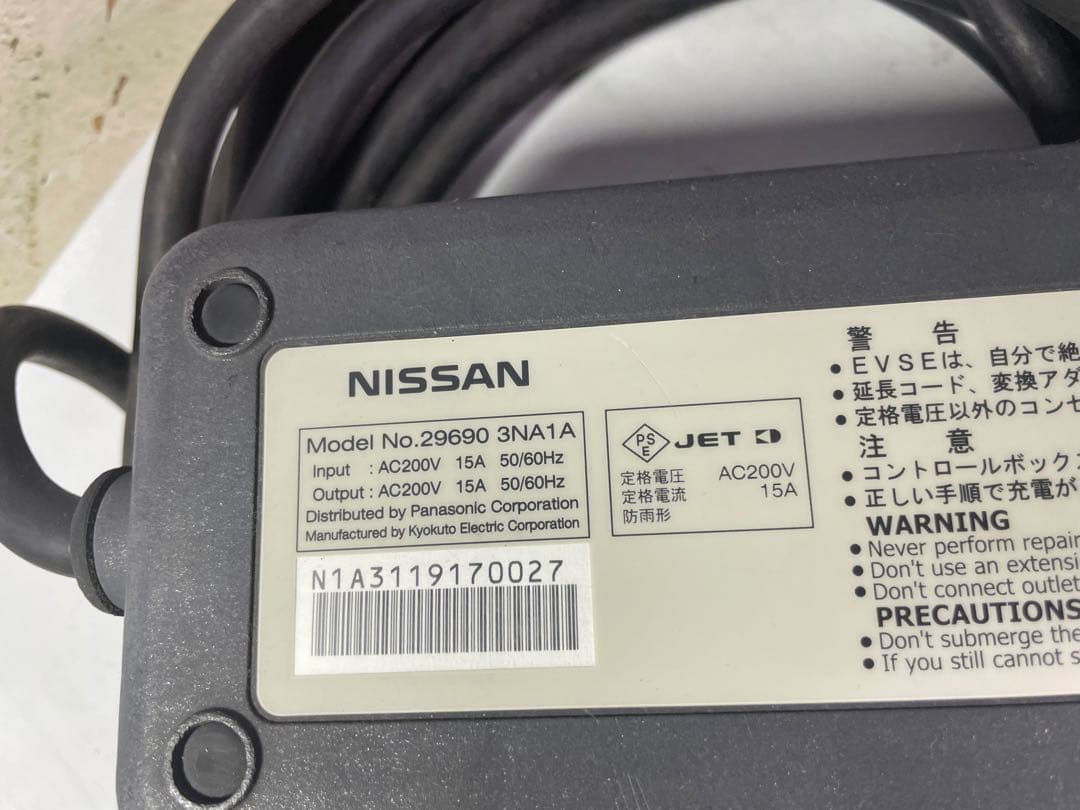 NISSAN
Model No.29690 3NA1A
Input : AC200V 15A 50/60Hz
Output : AC200V 15A 50/60Hz
Distributed by Panasonic Corporation
Manufactured by Kyokuto Electric Corporation
N1A3119170027
PS
E
JET
定格電圧 AC200V
定格電流 15A
防雨形
警 告
● EVSEは、自分で絶
● 延長コード、変換アダ
● 定格電圧以外のコンセ
注 意
● コントロールボック
● 正しい手順で充電が
WARNING
● Never perform repair
● Don't use an extensi
● Don't connect outlet
PRECAUTIONS
● Don't submerge the
● If you still cannot s